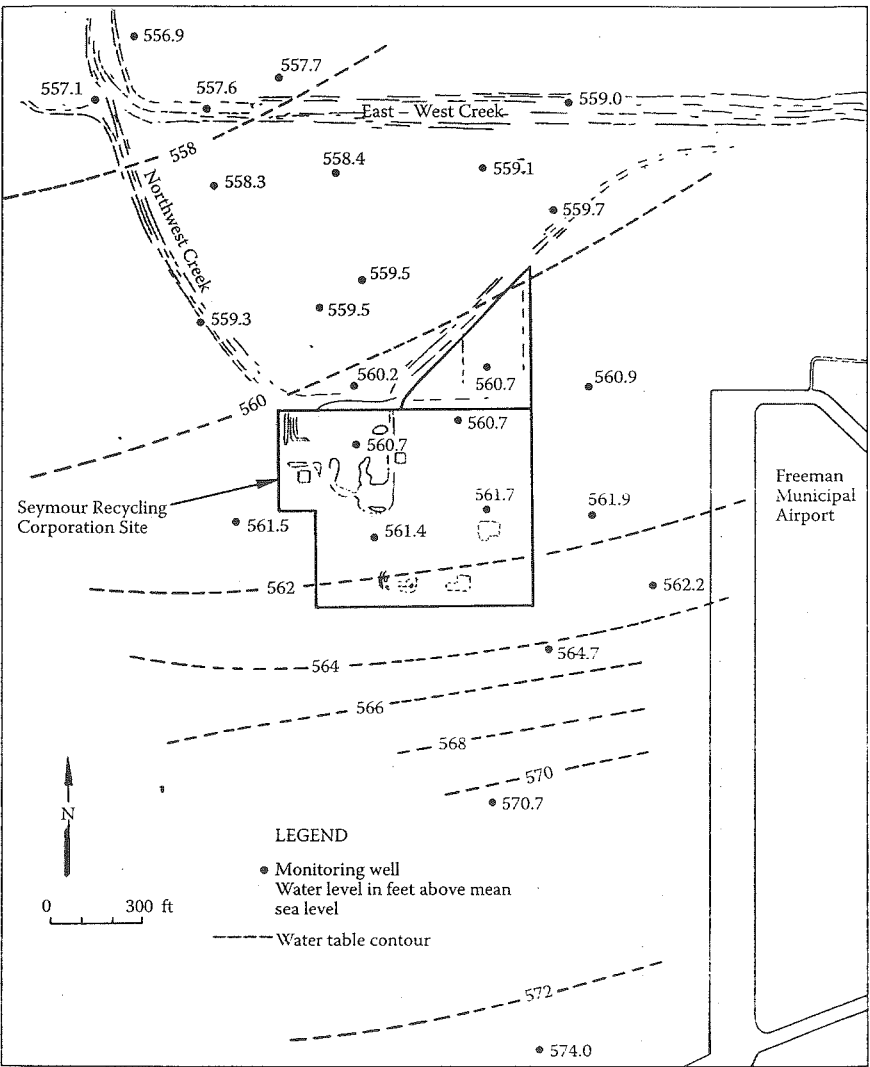 556.9
557.7
557.1
557.6
559.0
East – West Creek
558
558.4
558.3
559.1
Northwest Creek
559.7
559.5
559.5
559.3
560.2
560.7
560.9
560
560.7
560.7
Freeman
Municipal
Airport
Seymour Recycling
Corporation Site
561.7
561.9
561.5
561.4
562
562.2
564
564.7
566
568
570
570.7
N
LEGEND
Monitoring well
Water level in feet above mean
sea level
0 300 ft
Water table contour
572
574.0